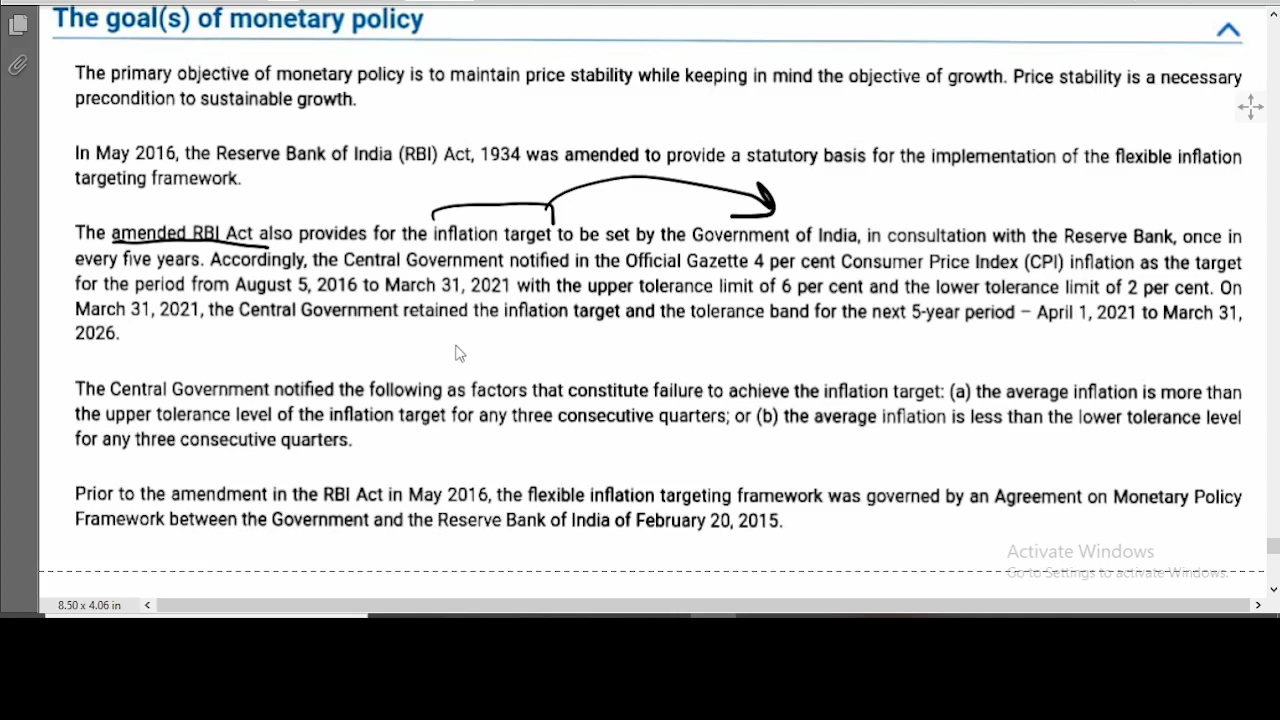 The goal(s) of monetary policy
The primary objective of monetary policy is to maintain price stability while keeping in mind the objective of growth. Price stability is a necessary
precondition to sustainable growth.
In May 2016, the Reserve Bank of India (RBI) Act, 1934 was amended to provide a statutory basis for the implementation of the flexible inflation
targeting framework.
The amended RBI Act also provides for the inflation target to be set by the Government of India, in consultation with the Reserve Bank, once in
every five years. Accordingly, the Central Government notified in the Official Gazette 4 per cent Consumer Price Index (CPI) inflation as the target
for the period from August 5, 2016 to March 31, 2021 with the upper tolerance limit of 6 per cent and the lower tolerance limit of 2 per cent. On
March 31, 2021, the Central Government retained the inflation target and the tolerance band for the next 5-year period – April 1, 2021 to March 31,
2026.
The Central Government notified the following as factors that constitute failure to achieve the inflation target: (a) the average inflation is more than
the upper tolerance level of the inflation target for any three consecutive quarters; or (b) the average inflation is less than the lower tolerance level
for any three consecutive quarters.
Prior to the amendment in the RBI Act in May 2016, the flexible inflation targeting framework was governed by an Agreement on Monetary Policy
Framework between the Government and the Reserve Bank of India of February 20, 2015.
Activate Windows
Go to Settings to activate Windows.
8.50 x 4.06 in